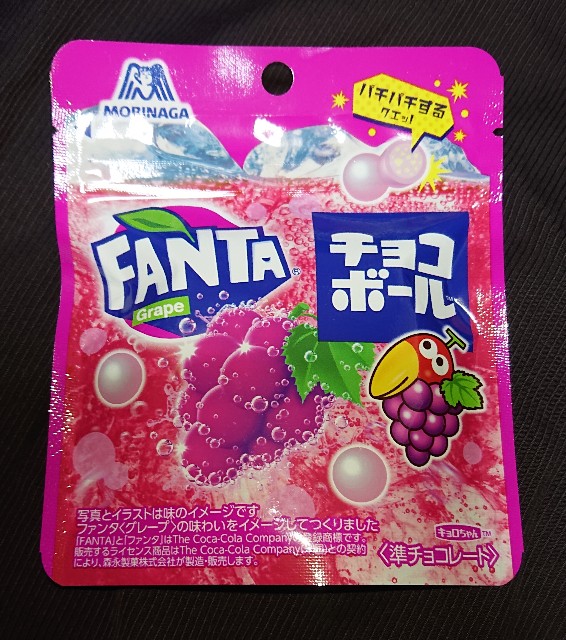 MORINAGA
パチパチする
クエッ!
FANTA®
Grape
チョコ
ボール™
写真とイラストは味のイメージです
ファンタ〈グレープ〉の味わいをイメージしてつくりました
「FANTA」と「ファンタ」はThe Coca-Cola Companyの登録商標です。
販売するライセンス商品はThe Coca-Cola Company(米国)との契約
により、森永製菓株式会社が製造・販売します。
キョロちゃん™
〈準チョコレート〉